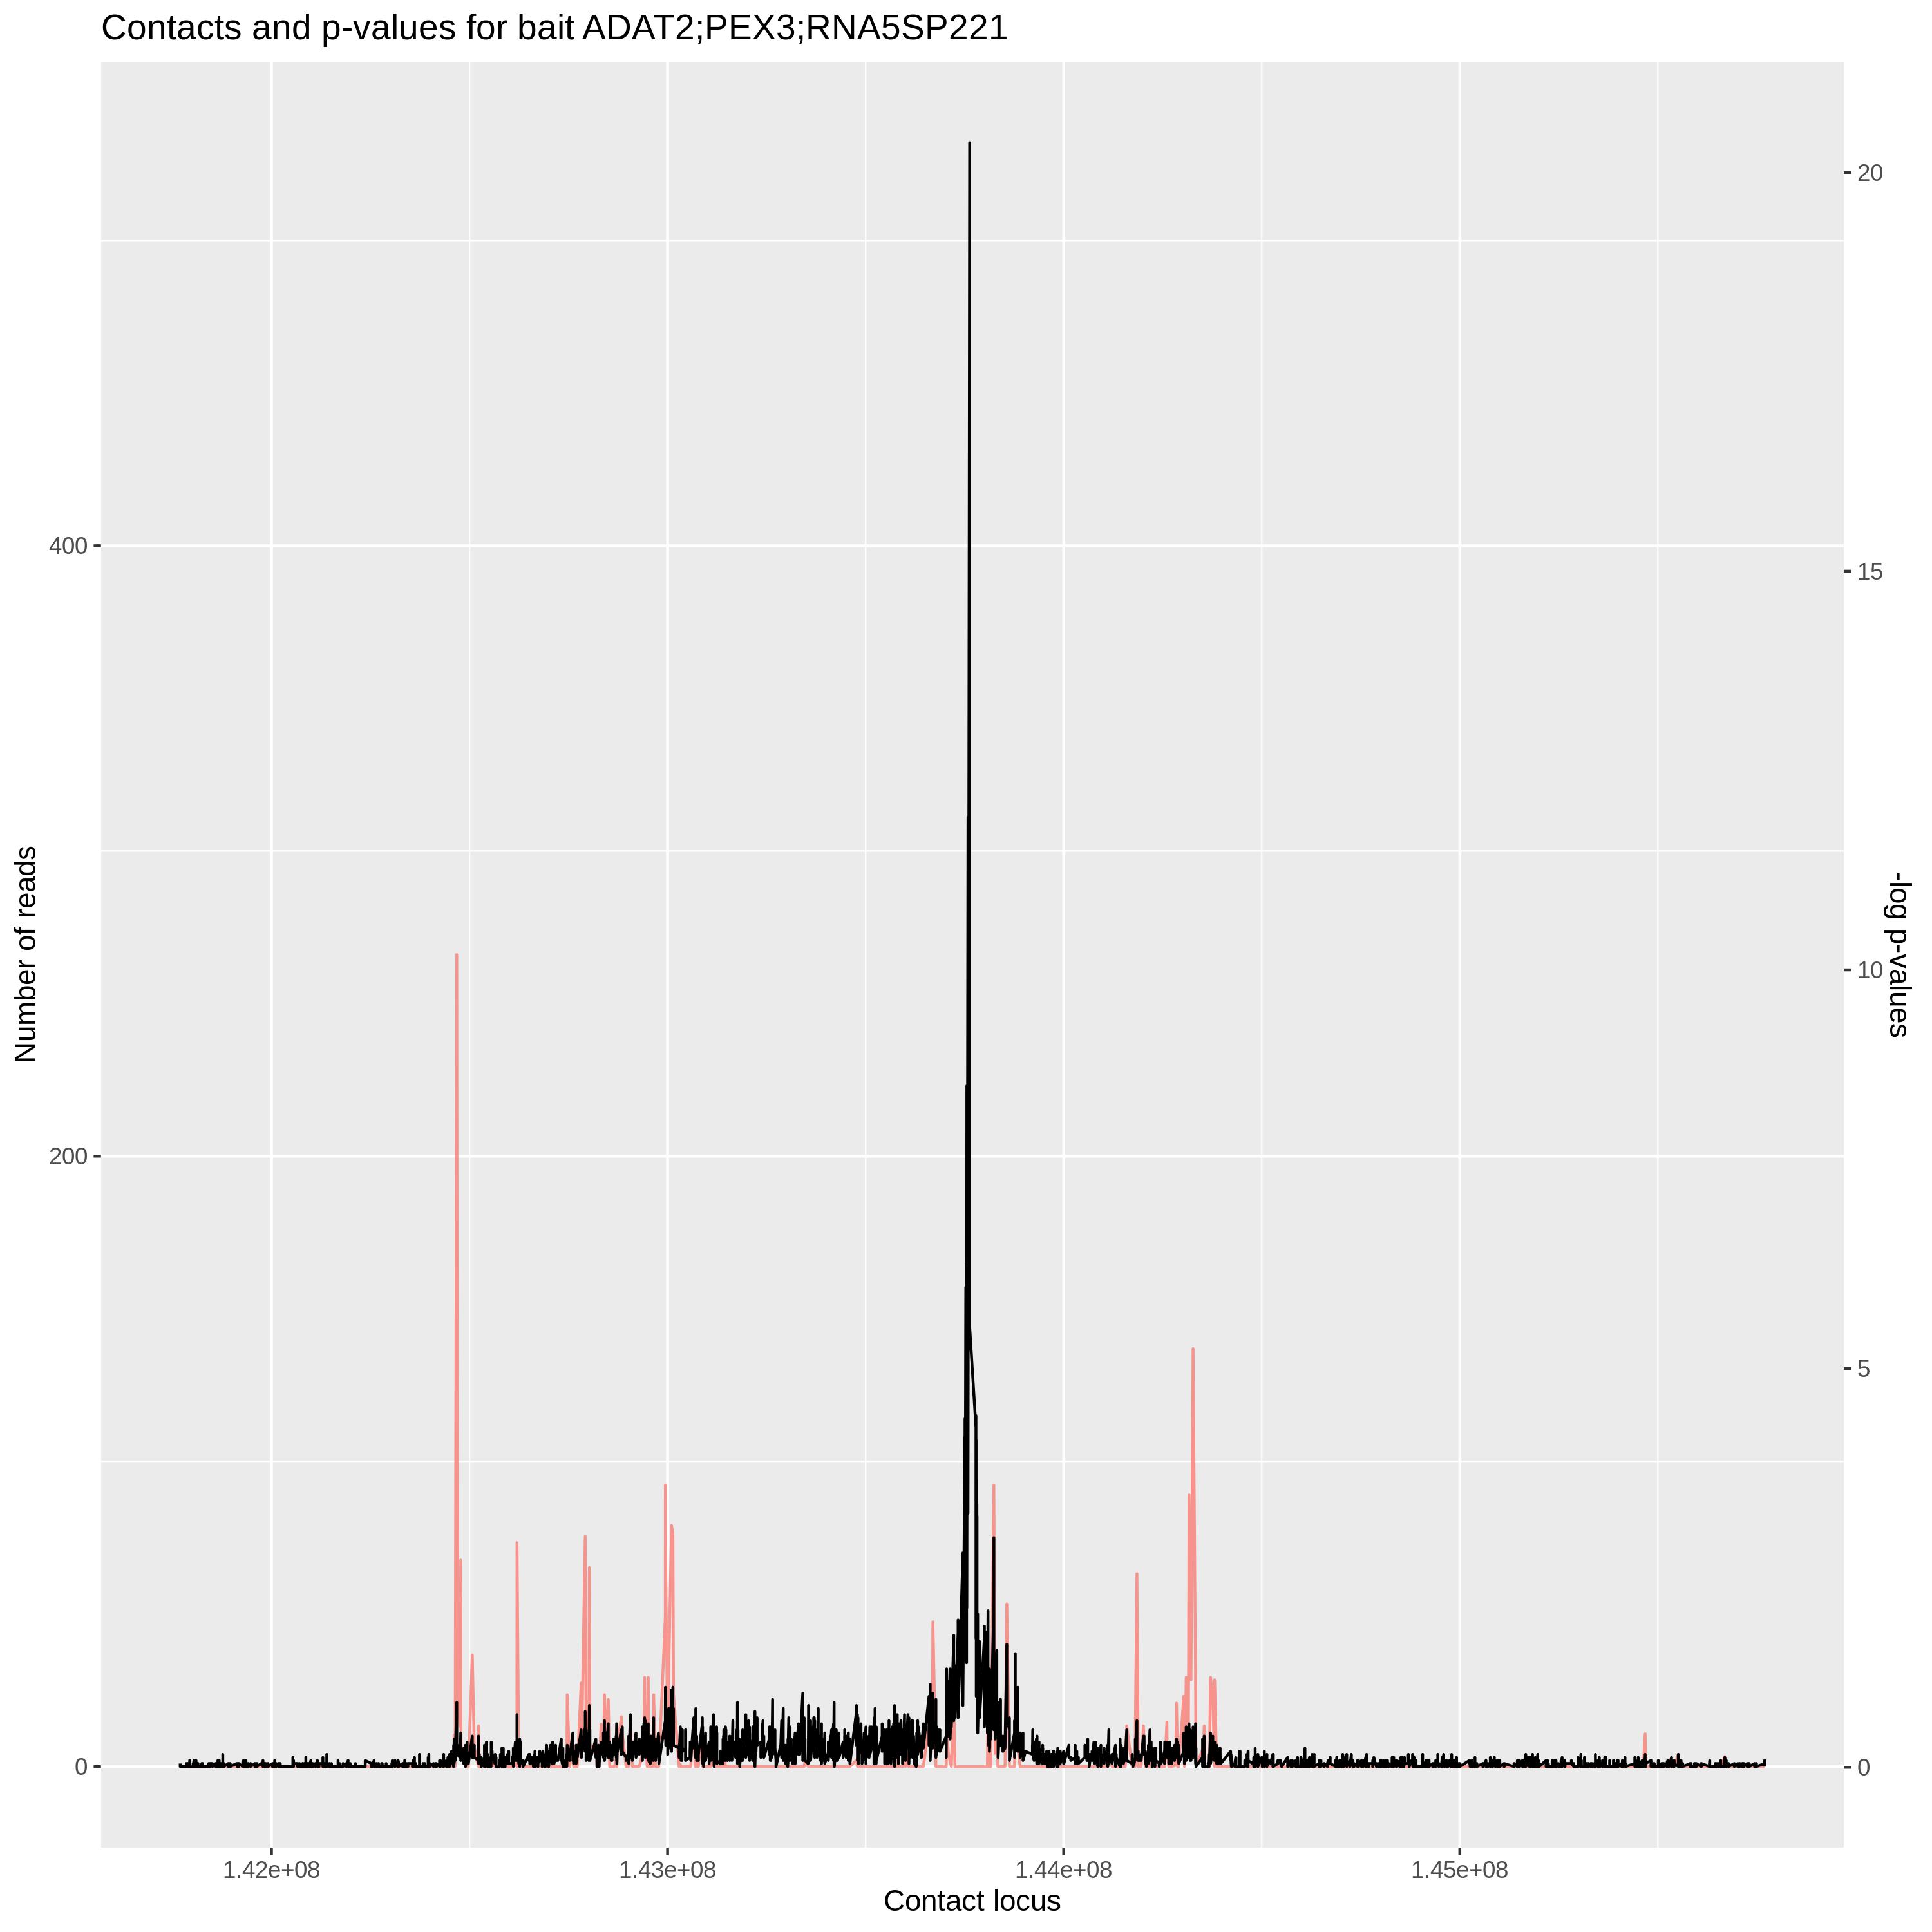 Contacts and p-values for bait ADAT2;PEX3;RNA5SP221
Number of reads
400
200
0
20
15
10
5
0
-log p-values
1.42e+08
1.43e+08
1.44e+08
1.45e+08
Contact locus